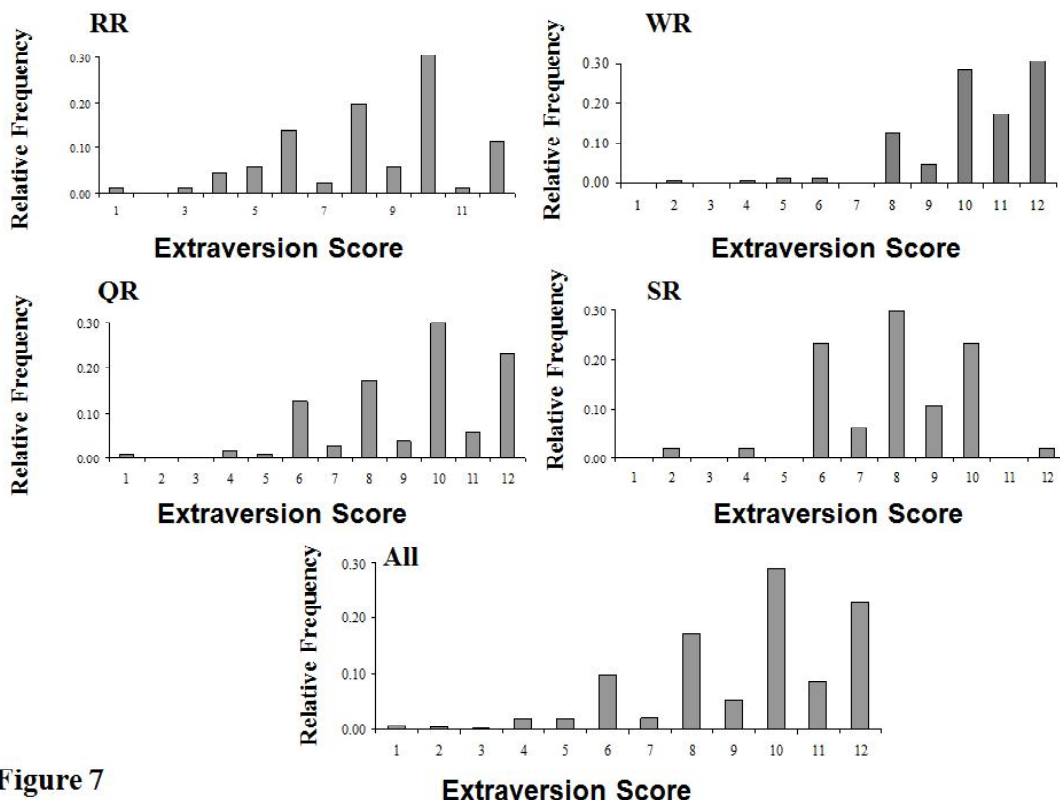 RR
Relative Frequency
0.30
0.20
0.10
0.00
1 3 5 7 9 11
Extraversion Score
WR
Relative Frequency
0.30
0.20
0.10
0.00
1 2 3 4 5 6 7 8 9 10 11 12
Extraversion Score
QR
Relative Frequency
0.30
0.20
0.10
0.00
1 2 3 4 5 6 7 8 9 10 11 12
Extraversion Score
SR
Relative Frequency
0.30
0.20
0.10
0.00
1 2 3 4 5 6 7 8 9 10 11 12
Extraversion Score
All
Relative Frequency
0.30
0.20
0.10
0.00
1 2 3 4 5 6 7 8 9 10 11 12
Extraversion Score
Figure 7